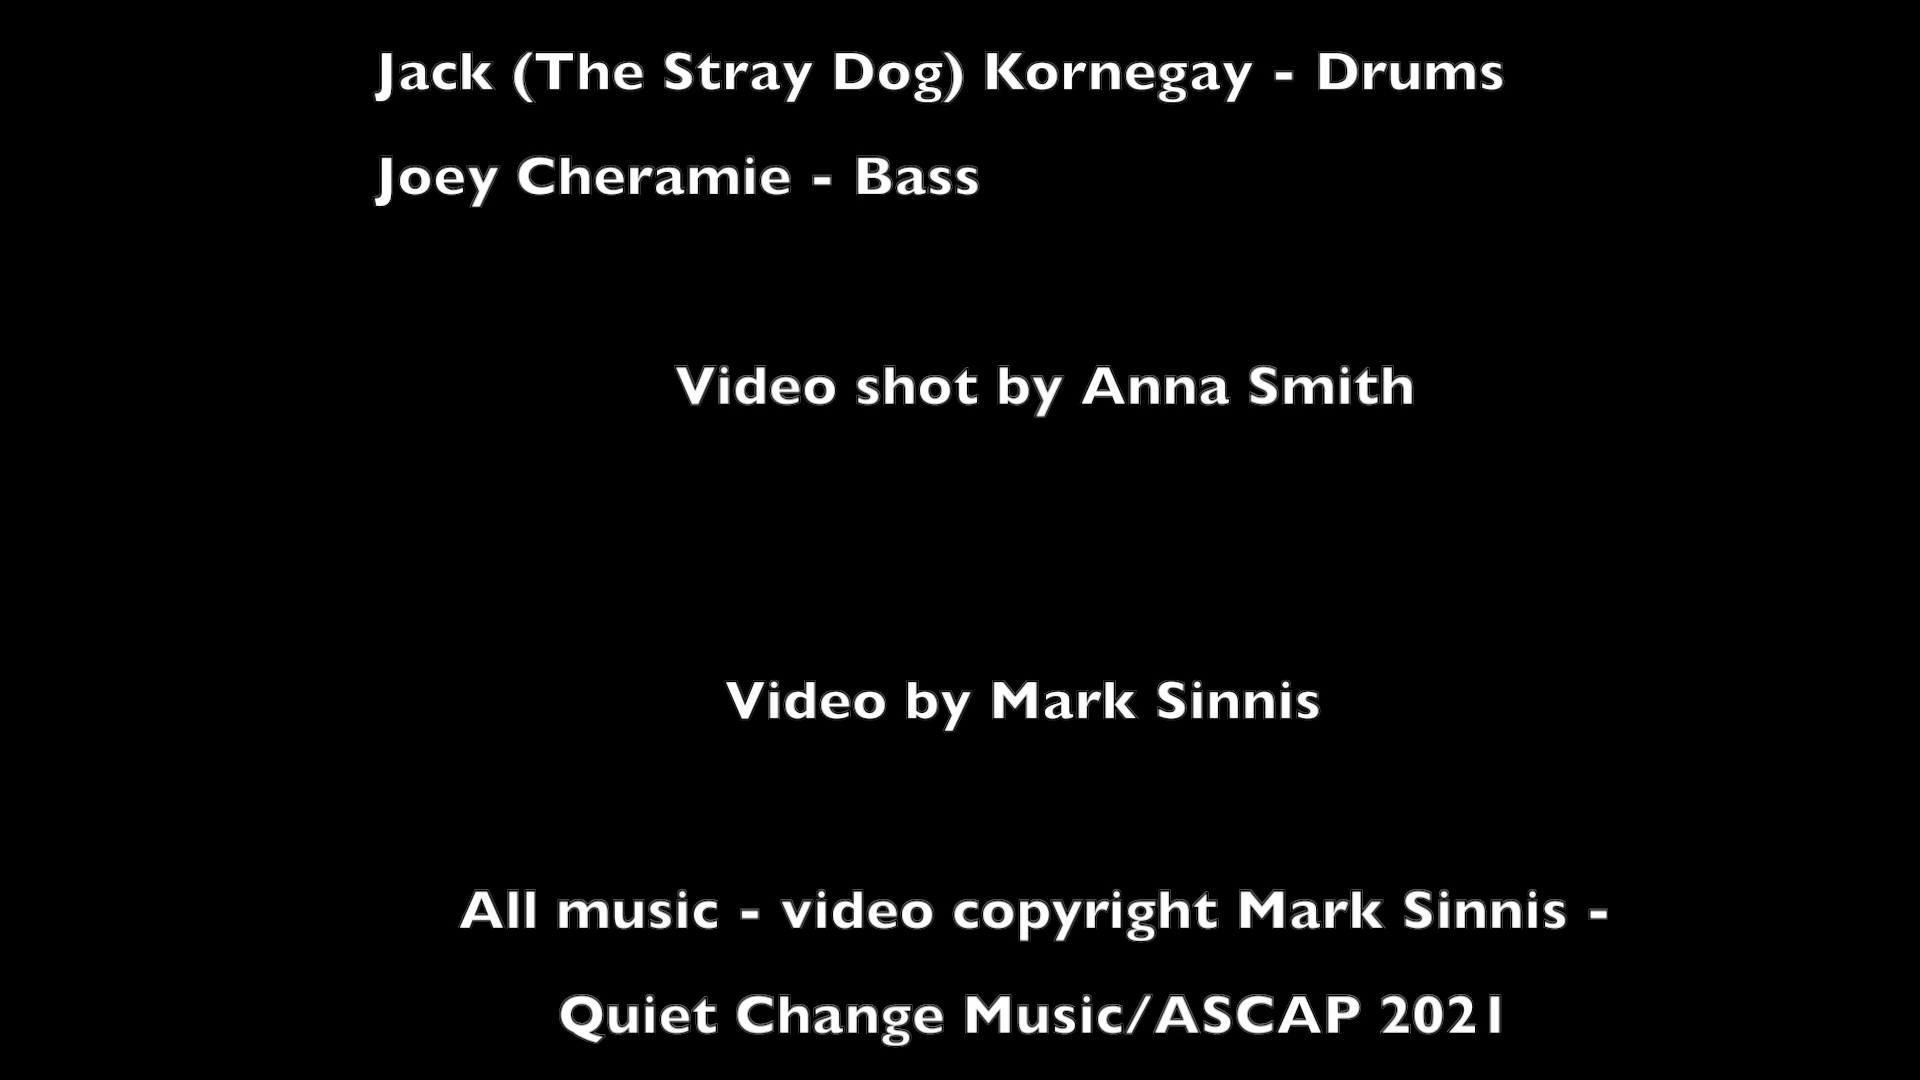 Jack (The Stray Dog) Kornegay - Drums
Joey Cheramie - Bass
Video shot by Anna Smith
Video by Mark Sinnis
All music - video copyright Mark Sinnis -
Quiet Change Music/ASCAP 2021